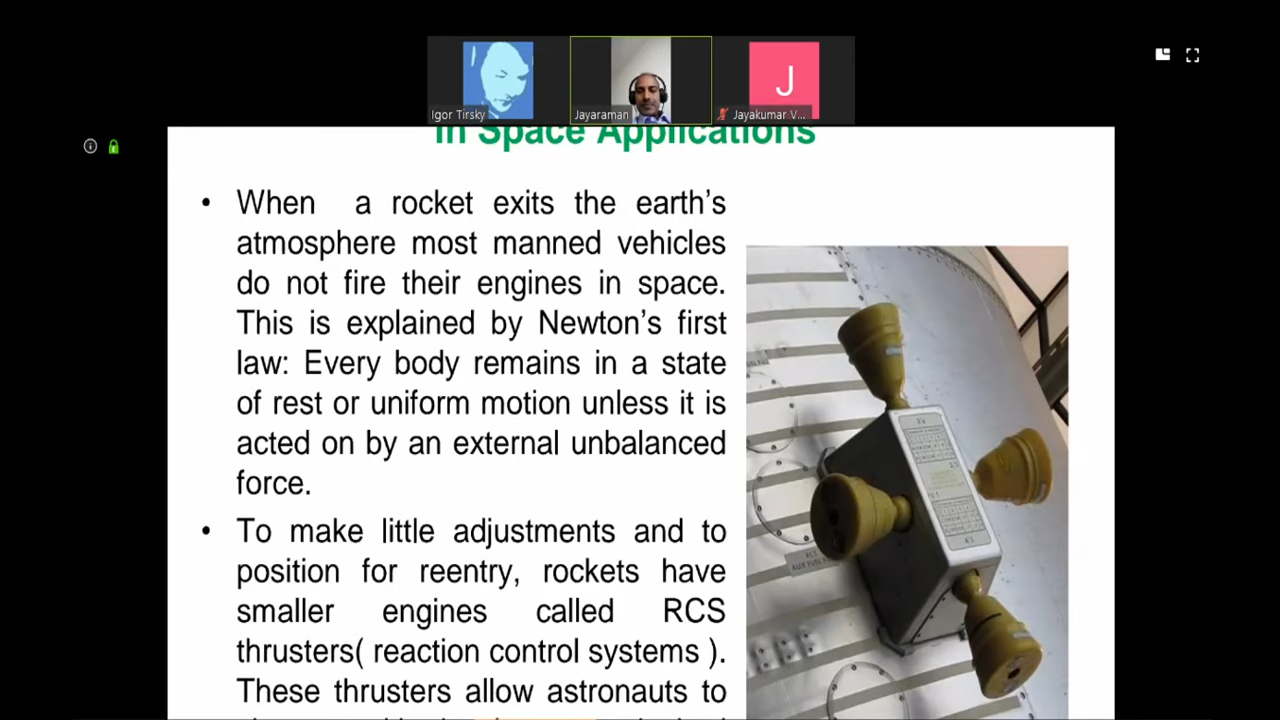 Igor Tirsky
Jayaraman
J
Jayakumar V...
in Space Applications
• When a rocket exits the earth’s
atmosphere most manned vehicles
do not fire their engines in space.
This is explained by Newton’s first
law: Every body remains in a state
of rest or uniform motion unless it is
acted on by an external unbalanced
force.
• To make little adjustments and to
position for reentry, rockets have
smaller engines called RCS
thrusters( reaction control systems ).
These thrusters allow astronauts to